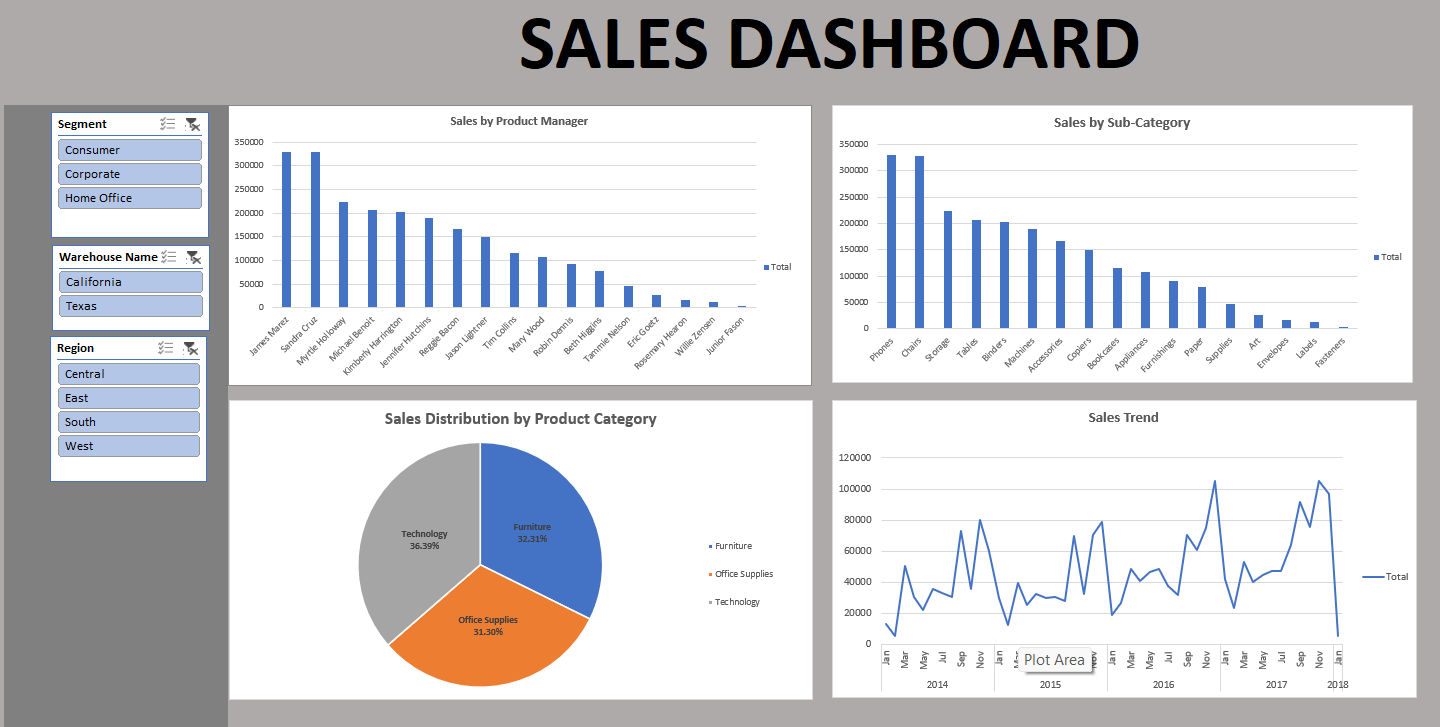 SALES DASHBOARD
Segment
Consumer
Corporate
Home Office
Warehouse Name
California
Texas
Region
Central
East
South
West
Sales by Product Manager
350000
300000
250000
200000
150000
100000
50000
0
James Marez
Sandra Cruz
Myrtle Holloway
Michael Benoit
Kimberly Harrington
Jennifer Hutchins
Reggie Bacon
Jason Lightner
Tim Collins
Mary Wood
Robin Dennis
Beth Higgins
Tammie Nelson
Eric Goetz
Rosemary Hearon
Willie Zensen
Junior Fason
Total
Sales by Sub-Category
350000
300000
250000
200000
150000
100000
50000
0
Phones
Chairs
Storage
Tables
Binders
Machines
Accessories
Copiers
Bookcases
Appliances
Furnishings
Paper
Supplies
Art
Envelopes
Labels
Fasteners
Total
Sales Distribution by Product Category
Technology
36.39%
Furniture
32.31%
Office Supplies
31.30%
Furniture
Office Supplies
Technology
Sales Trend
120000
100000
80000
60000
40000
20000
0
Jan
Mar
May
Jul
Sep
Nov
Jan
Plot Area
Nov
Jan
Mar
May
Jul
Sep
Nov
Jan
Mar
May
Jul
Sep
Nov
Jan
2014
2015
2016
2017
2018
Total